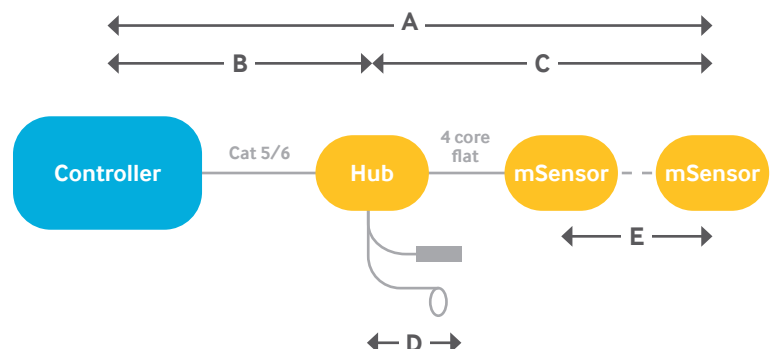 A
B
C
Cat 5/6
4 core
flat
Controller
Hub
mSensor
mSensor
E
D